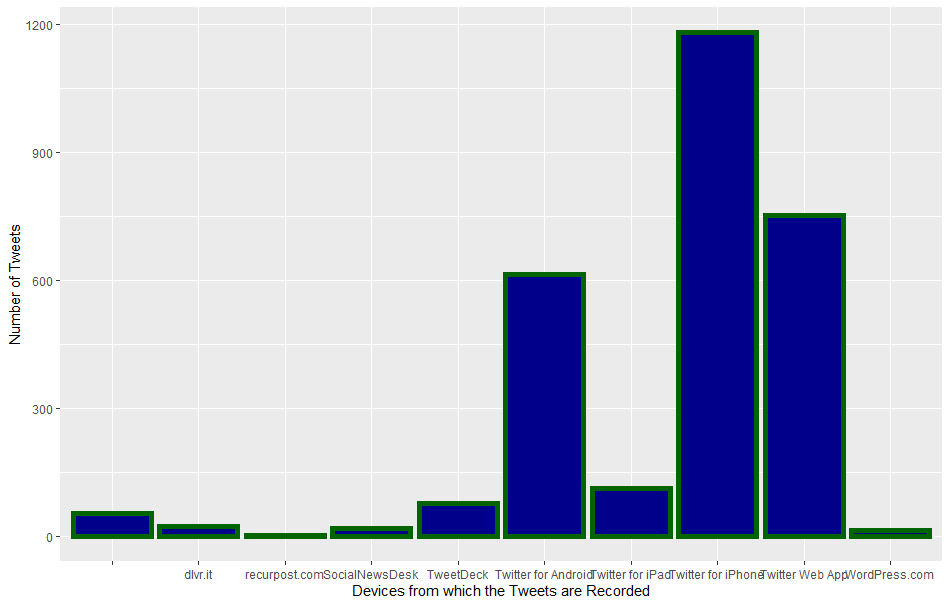 1200
900
600
300
0
Number of Tweets
dlvr.it recurpost.com SocialNewsDesk TweetDeck Twitter for Android Twitter for iPad Twitter for iPhone Twitter Web App WordPress.com
Devices from which the Tweets are Recorded